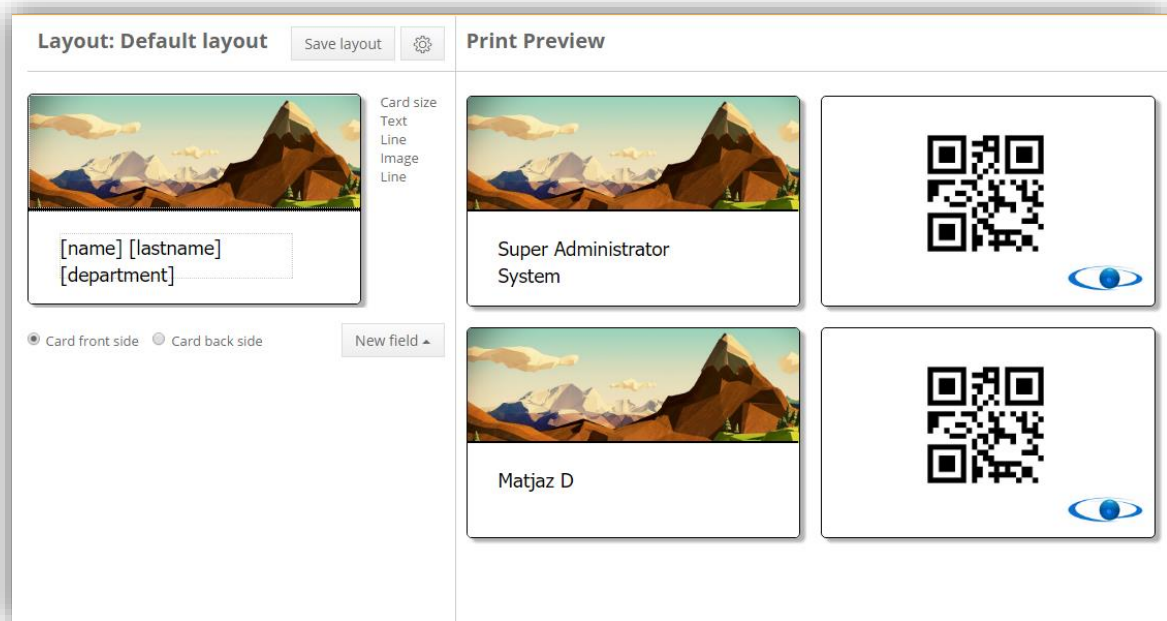 Layout: Default layout
Save layout
Print Preview
Card size
Text
Line
Image
Line
[name] [lastname]
[department]
Card front side
Card back side
New field
Super Administrator
System
Matjaz D